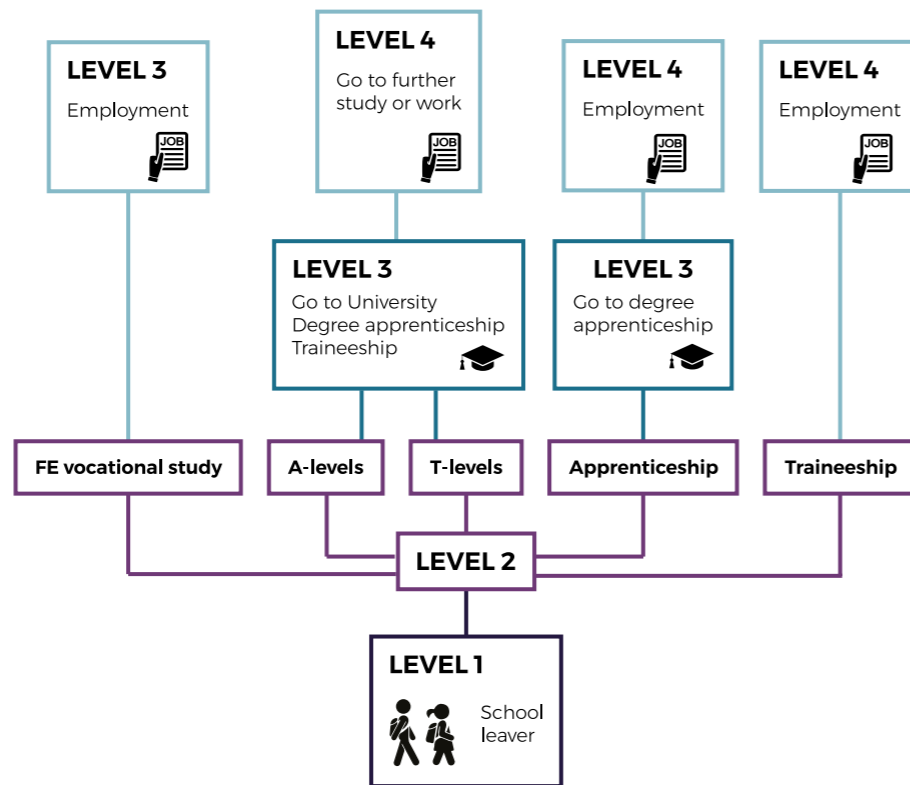 LEVEL 3
Employment
JOB
LEVEL 4
Go to further
study or work
JOB
LEVEL 4
Employment
JOB
LEVEL 4
Employment
JOB
LEVEL 3
Go to University
Degree apprenticeship
Traineeship
LEVEL 3
Go to degree
apprenticeship
FE vocational study
A-levels
T-levels
Apprenticeship
Traineeship
LEVEL 2
LEVEL 1
School
leaver